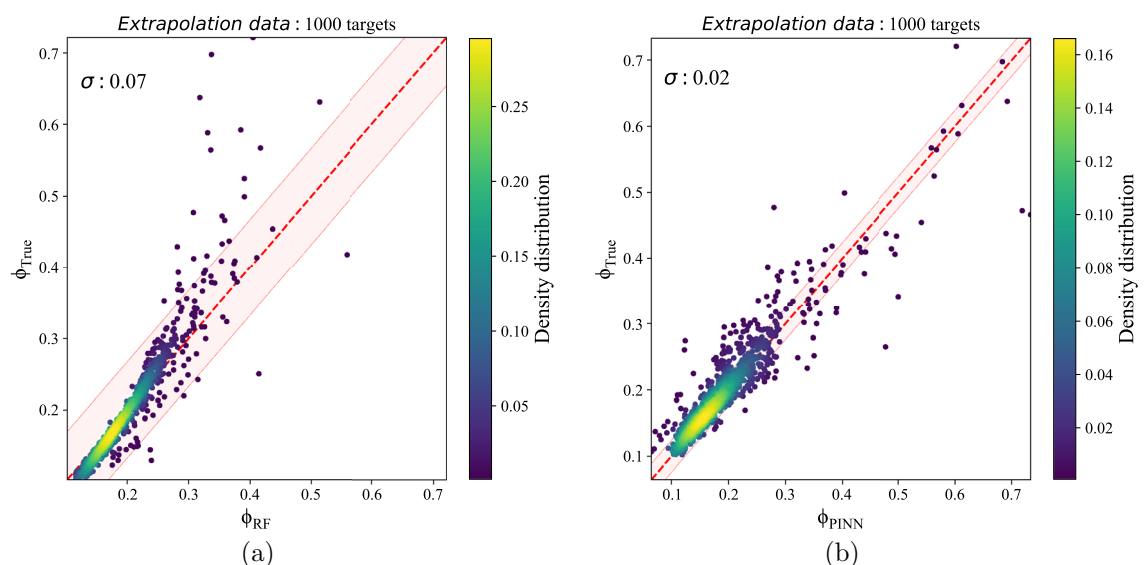 Extrapolation data : 1000 targets
σ : 0.07
0.7
0.6
0.5
0.4
0.3
0.2
ϕTrue
0.2 0.3 0.4 0.5 0.6 0.7
ϕRF
0.25
0.20
0.15
0.10
0.05
Density distribution
(a)
Extrapolation data : 1000 targets
σ : 0.02
0.7
0.6
0.5
0.4
0.3
0.2
0.1
ϕTrue
0.1 0.2 0.3 0.4 0.5 0.6 0.7
ϕPINN
0.16
0.14
0.12
0.10
0.08
0.06
0.04
0.02
Density distribution
(b)